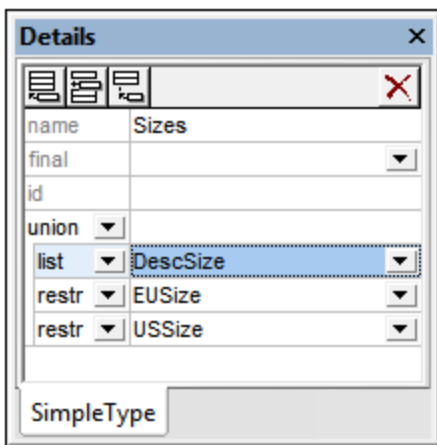 Details
name Sizes
final
id
union
list DescSize
restr EUSize
restr USSize
SimpleType